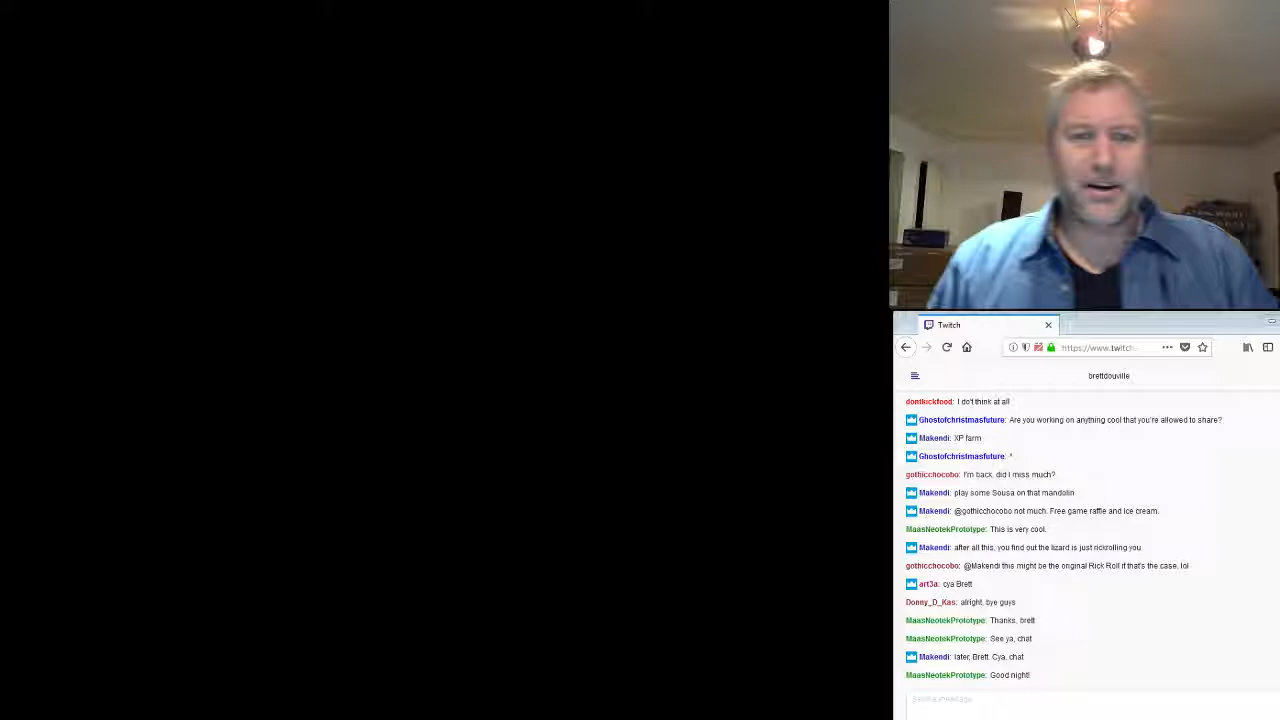 Twitch
https://www.twitch
brettdouville
dontkickfood: I do't think at all
Ghostofchristmasfuture: Are you working on anything cool that you're allowed to share?
Makendi: XP farm
Ghostofchristmasfuture: *
gothicchocobo: I'm back, did I miss much?
Makendi: play some Sousa on that mandolin
Makendi: @gothicchocobo not much. Free game raffle and ice cream.
MaasNeotekPrototype: This is very cool.
Makendi: after all this, you find out the lizard is just rickrolling you
gothicchocobo: @Makendi this might be the original Rick Roll if that's the case, lol
art3a: cya Brett
Donny_D_Kas: alright, bye guys
MaasNeotekPrototype: Thanks, brett
MaasNeotekPrototype: See ya, chat
Makendi: later, Brett. Cya, chat
MaasNeotekPrototype: Good night!
Send a message